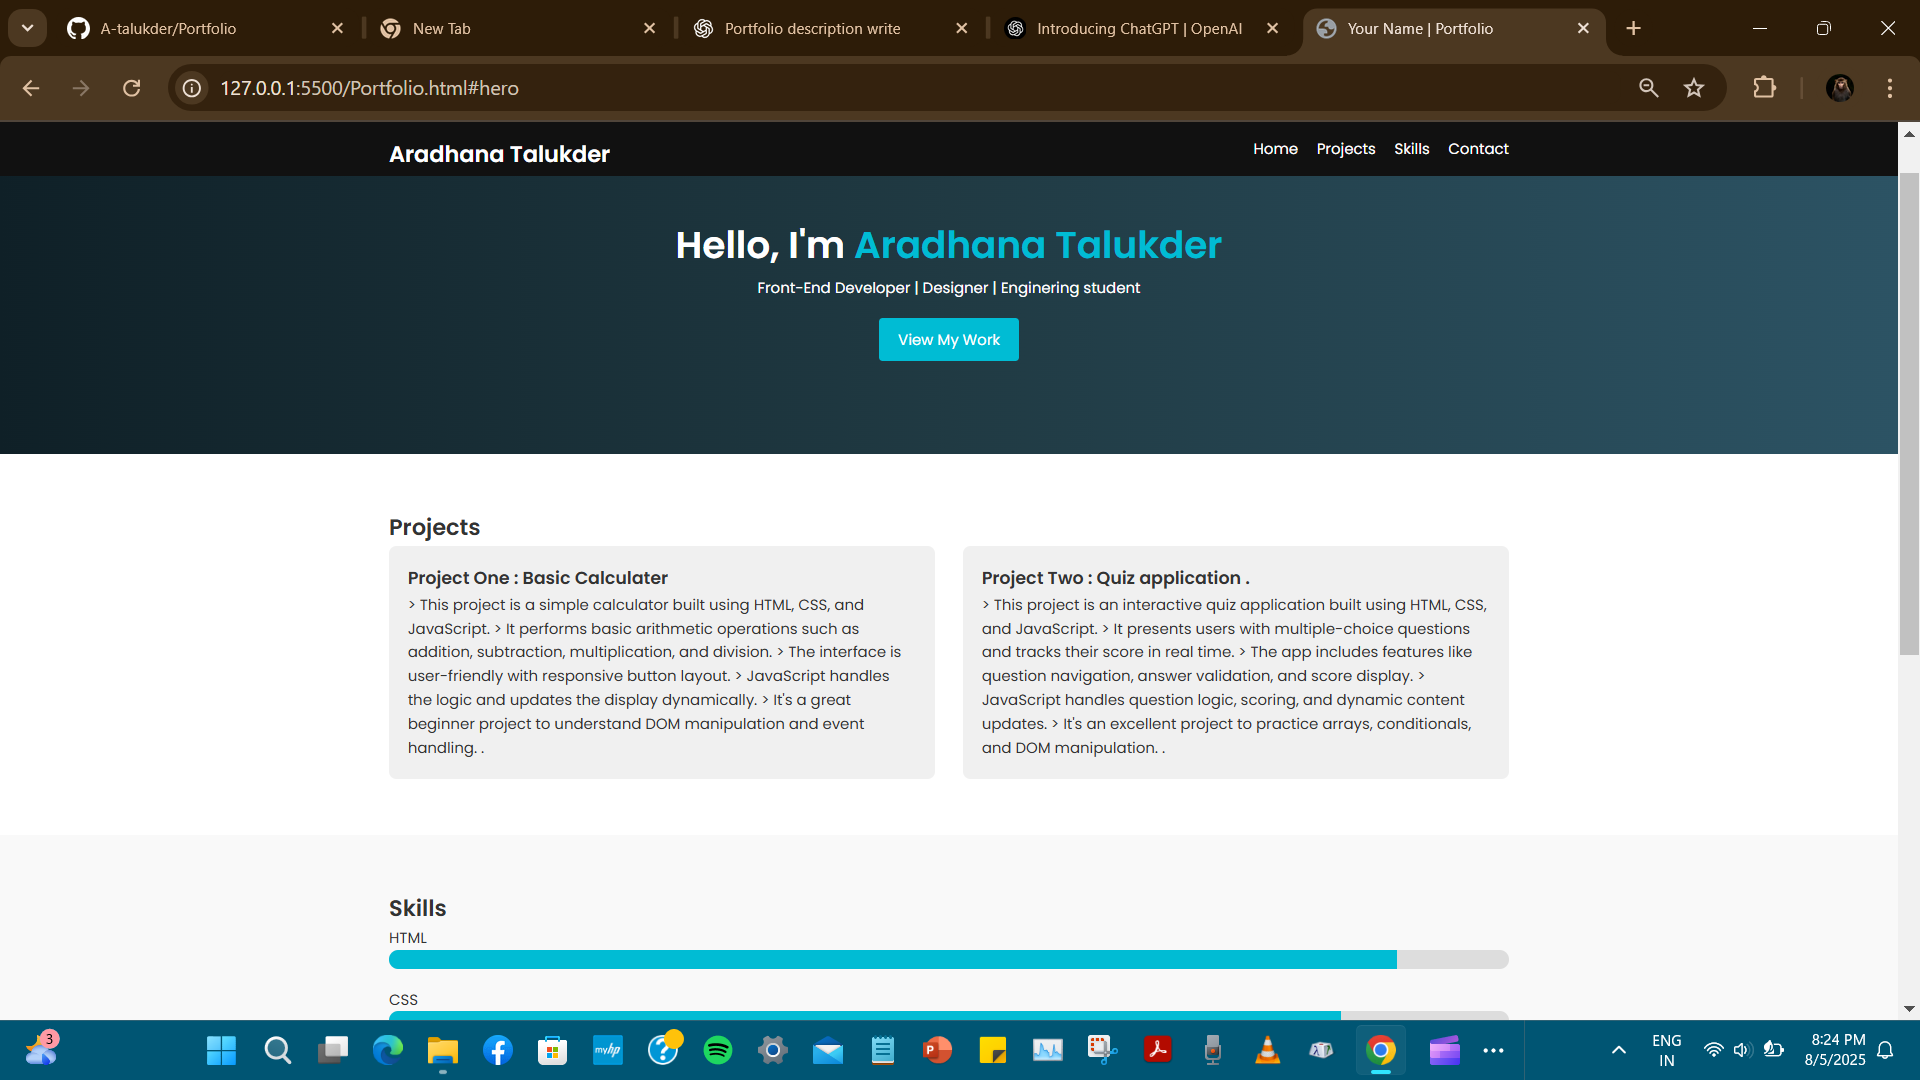 A-talukder/Portfolio
New Tab
Portfolio description write
Introducing ChatGPT | OpenAI
Your Name | Portfolio
127.0.0.1:5500/Portfolio.html#hero
Aradhana Talukder
Home Projects Skills Contact
Hello, I'm Aradhana Talukder
Front-End Developer | Designer | Enginering student
View My Work
Projects
Project One : Basic Calculater
> This project is a simple calculator built using HTML, CSS, and
JavaScript. > It performs basic arithmetic operations such as
addition, subtraction, multiplication, and division. > The interface is
user-friendly with responsive button layout. > JavaScript handles
the logic and updates the display dynamically. > It's a great
beginner project to understand DOM manipulation and event
handling. .
Project Two : Quiz application .
> This project is an interactive quiz application built using HTML, CSS,
and JavaScript. > It presents users with multiple-choice questions
and tracks their score in real time. > The app includes features like
question navigation, answer validation, and score display. >
JavaScript handles question logic, scoring, and dynamic content
updates. > It's an excellent project to practice arrays, conditionals,
and DOM manipulation. .
Skills
HTML
CSS
3
myhp
ENG
IN
8:24 PM
8/5/2025